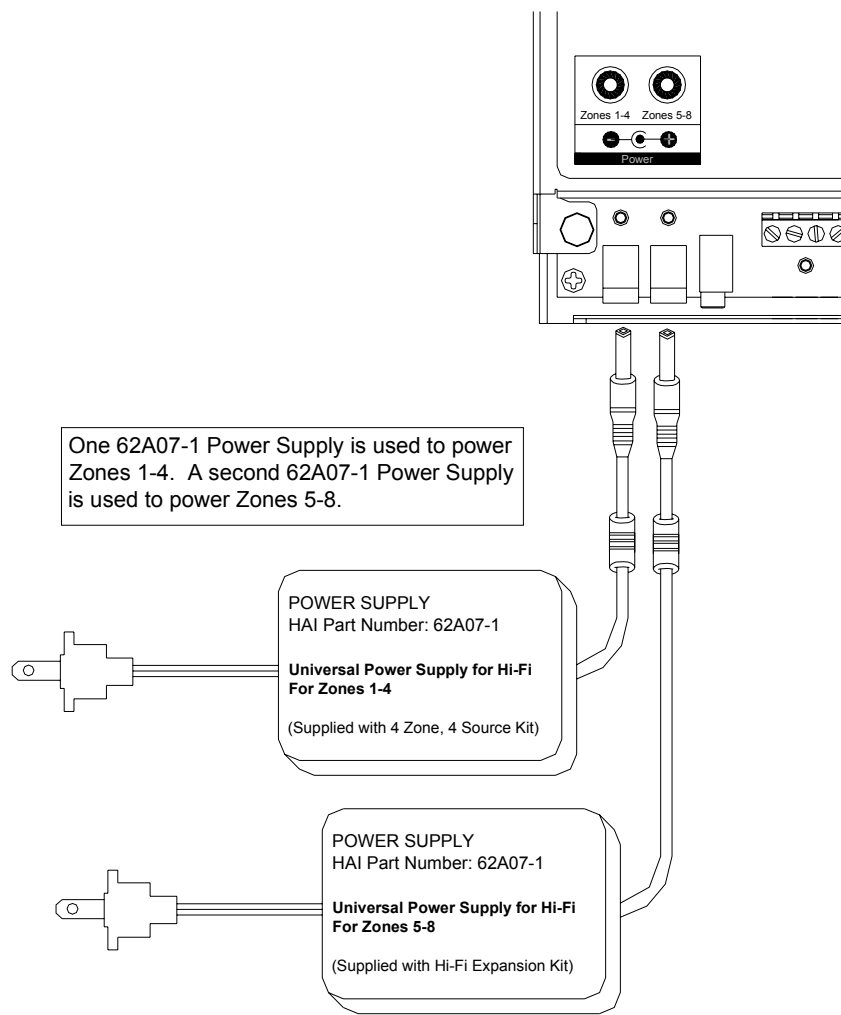 Zones 1-4 Zones 5-8
- +
Power
One 62A07-1 Power Supply is used to power
Zones 1-4. A second 62A07-1 Power Supply
is used to power Zones 5-8.
POWER SUPPLY
HAI Part Number: 62A07-1
Universal Power Supply for Hi-Fi
For Zones 1-4
(Supplied with 4 Zone, 4 Source Kit)
POWER SUPPLY
HAI Part Number: 62A07-1
Universal Power Supply for Hi-Fi
For Zones 5-8
(Supplied with Hi-Fi Expansion Kit)